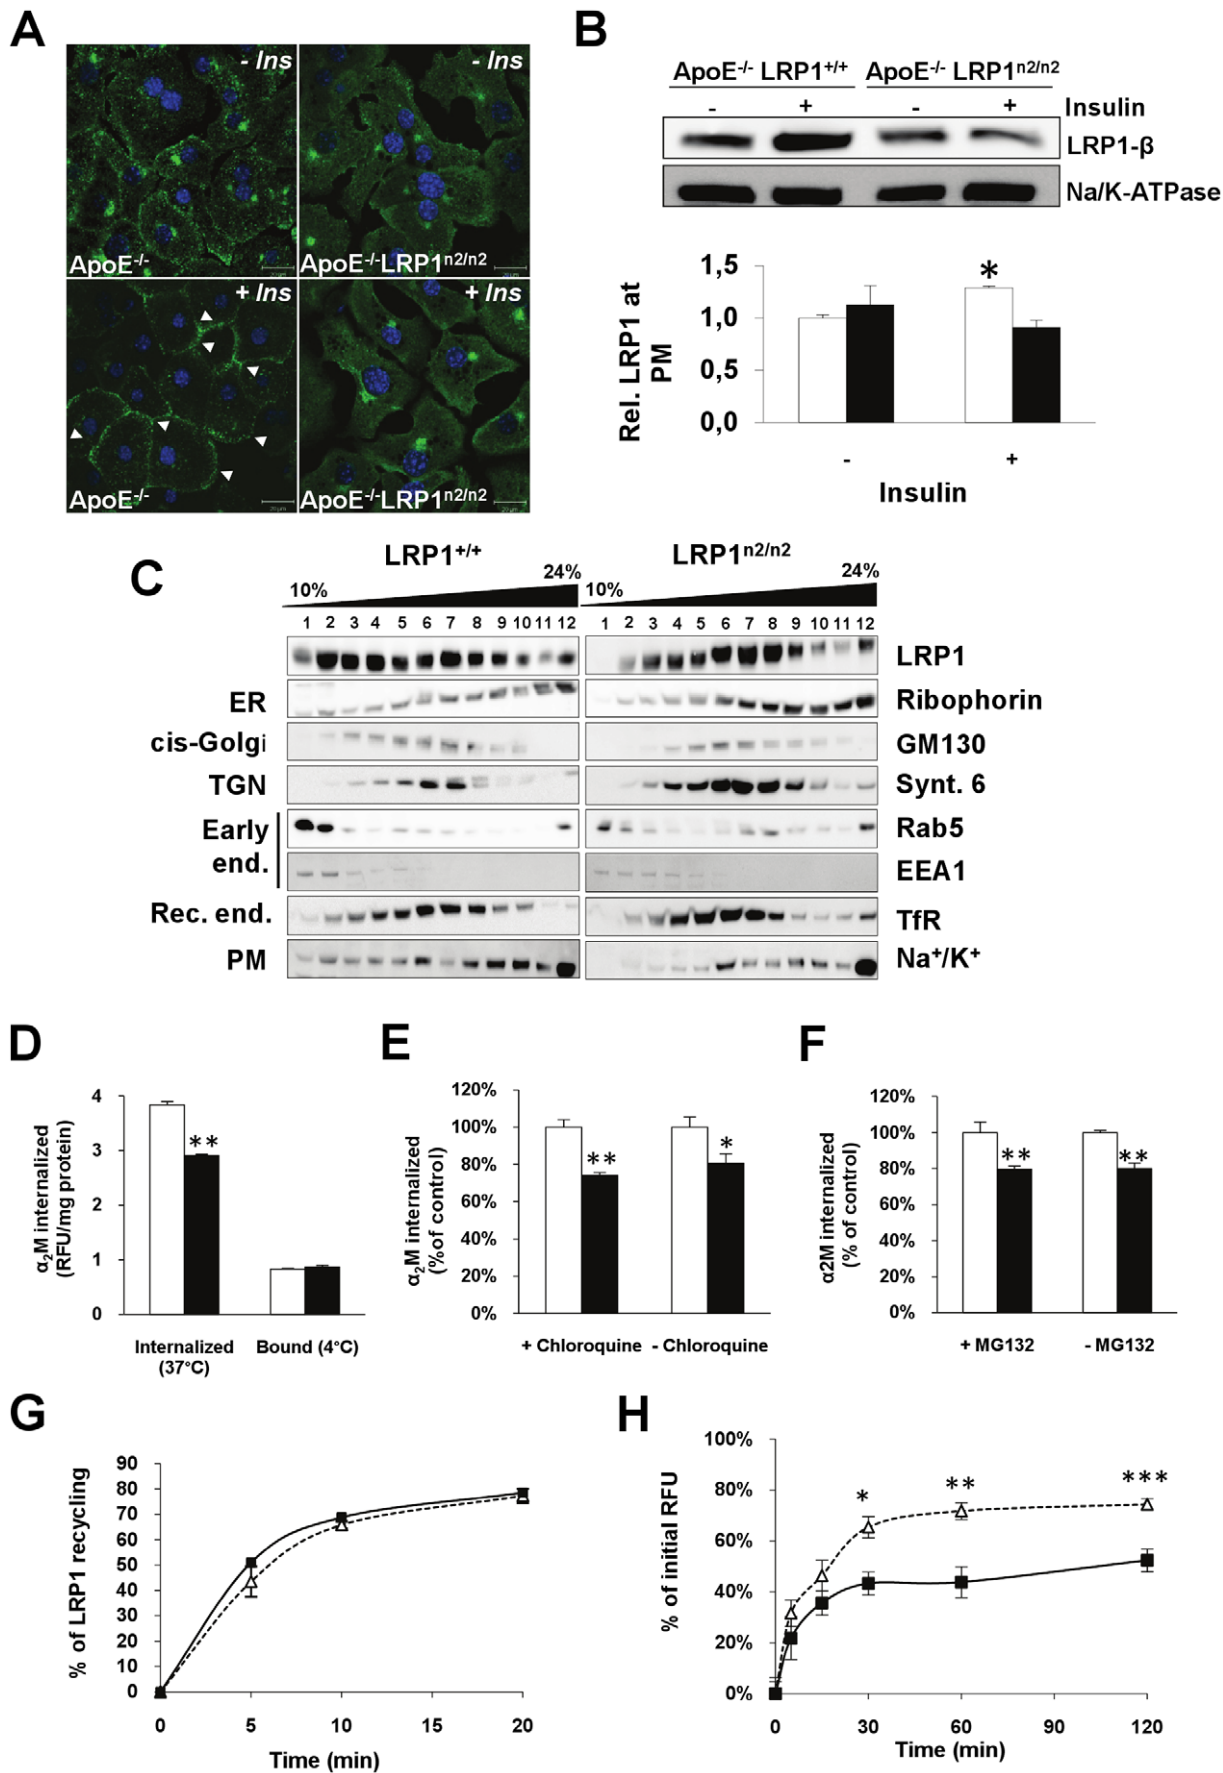 A
- Ins
- Ins
ApoE-/-
ApoE-/-LRP1n2/n2
+ Ins
+ Ins
ApoE-/-
ApoE-/-LRP1n2/n2
B
ApoE-/- LRP1+/+ ApoE-/- LRP1n2/n2
- + - + Insulin
LRP1-β
Na/K-ATPase
Rel. LRP1 at
PM
1,5
*
1,0
0,5
0,0
- +
Insulin
C
LRP1+/+ LRP1n2/n2
10% 24% 10% 24%
1 2 3 4 5 6 7 8 9 10 11 12 1 2 3 4 5 6 7 8 9 10 11 12
LRP1
ER Ribophorin
cis-Golgi GM130
TGN Synt. 6
Early Rab5
end. EEA1
Rec. end. TfR
PM Na+/K+
D
α2M internalized
(RFU/mg protein)
4
3
2
1
0
**
Internalized
(37°C)
Bound (4°C)
E
α2M internalized
(%of control)
120%
100%
80%
60%
40%
20%
0%
** *
+ Chloroquine - Chloroquine
F
α2M internalized
(% of control)
120%
100%
80%
60%
40%
20%
0%
** **
+ MG132 - MG132
G
% of LRP1 recycling
90
80
70
60
50
40
30
20
10
0
0 5 10 15 20
Time (min)
H
% of initial RFU
100%
80%
60%
40%
20%
0%
* ** ***
0 30 60 90 120
Time (min)